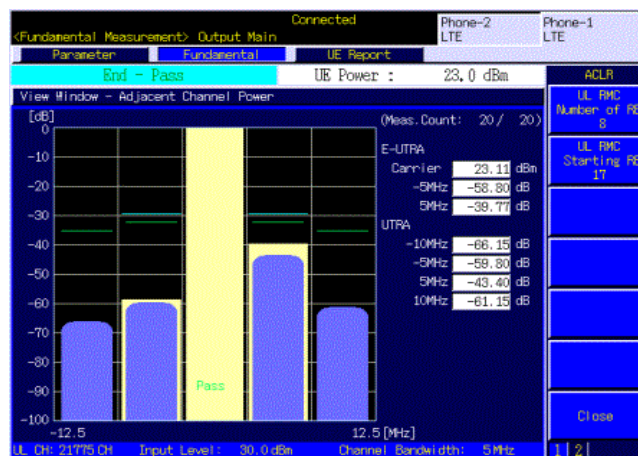 Connected
Phone-2
LTE
Phone-1
LTE
<Fundamental Measurement> Output Main
Parameter
Fundamental
UE Report
End - Pass
UE Power :
23.0 dBm
ACLR
View Window - Adjacent Channel Power
UL RMC
Number of RB
8
[dB]
(Meas.Count: 20/ 20)
0
-10
-20
-30
-40
-50
-60
-70
-80
-90
-100
E-UTRA
Carrier 23.11 dBm
-5MHz -58.80 dB
5MHz -39.77 dB
UTRA
-10MHz -66.15 dB
-5MHz -59.80 dB
5MHz -43.40 dB
10MHz -61.15 dB
UL RMC
Starting RB
17
Pass
-12.5
12.5[MHz]
Close
UL CH: 21775 CH
Input Level: 30.0dBm
Channel Bandwidth: 5MHz
1 2